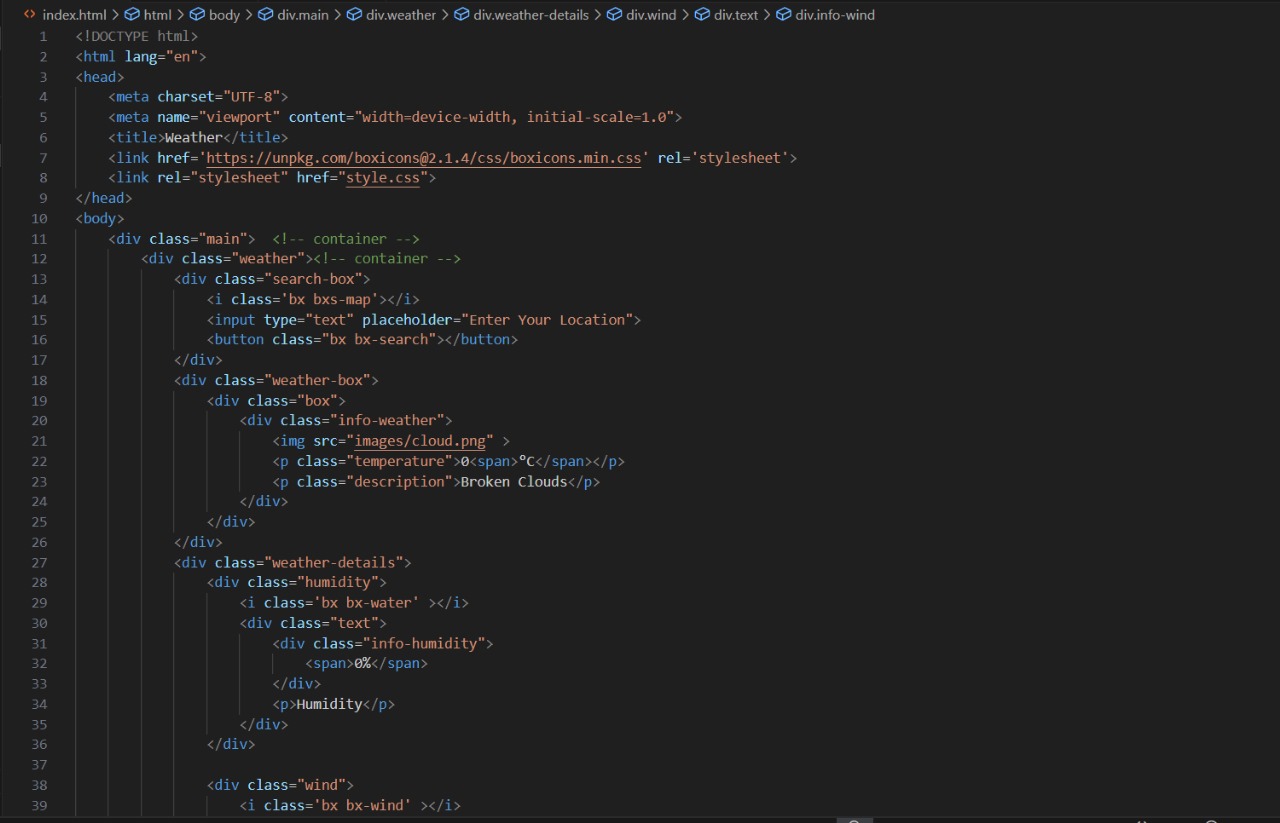 index.html > html > body > div.main > div.weather > div.weather-details > div.wind > div.text > div.info-wind
1 <!DOCTYPE html>
2 <html lang="en">
3 <head>
4     <meta charset="UTF-8">
5     <meta name="viewport" content="width=device-width, initial-scale=1.0">
6     <title>Weather</title>
7     <link href='https://unpkg.com/boxicons@2.1.4/css/boxicons.min.css' rel='stylesheet'>
8     <link rel="stylesheet" href="style.css">
9 </head>
10 <body>
11     <div class="main">  <!-- container -->
12         <div class="weather"><!-- container -->
13             <div class="search-box">
14                 <i class='bx bxs-map'></i>
15                 <input type="text" placeholder="Enter Your Location">
16                 <button class="bx bx-search"></button>
17             </div>
18             <div class="weather-box">
19                 <div class="box">
20                     <div class="info-weather">
21                         <img src="images/cloud.png" >
22                         <p class="temperature">0<span>°C</span></p>
23                         <p class="description">Broken Clouds</p>
24                     </div>
25                 </div>
26             </div>
27             <div class="weather-details">
28                 <div class="humidity">
29                     <i class='bx bx-water' ></i>
30                     <div class="text">
31                         <div class="info-humidity">
32                             <span>0%</span>
33                         </div>
34                         <p>Humidity</p>
35                     </div>
36                 </div>
37
38                 <div class="wind">
39                     <i class='bx bx-wind' ></i>